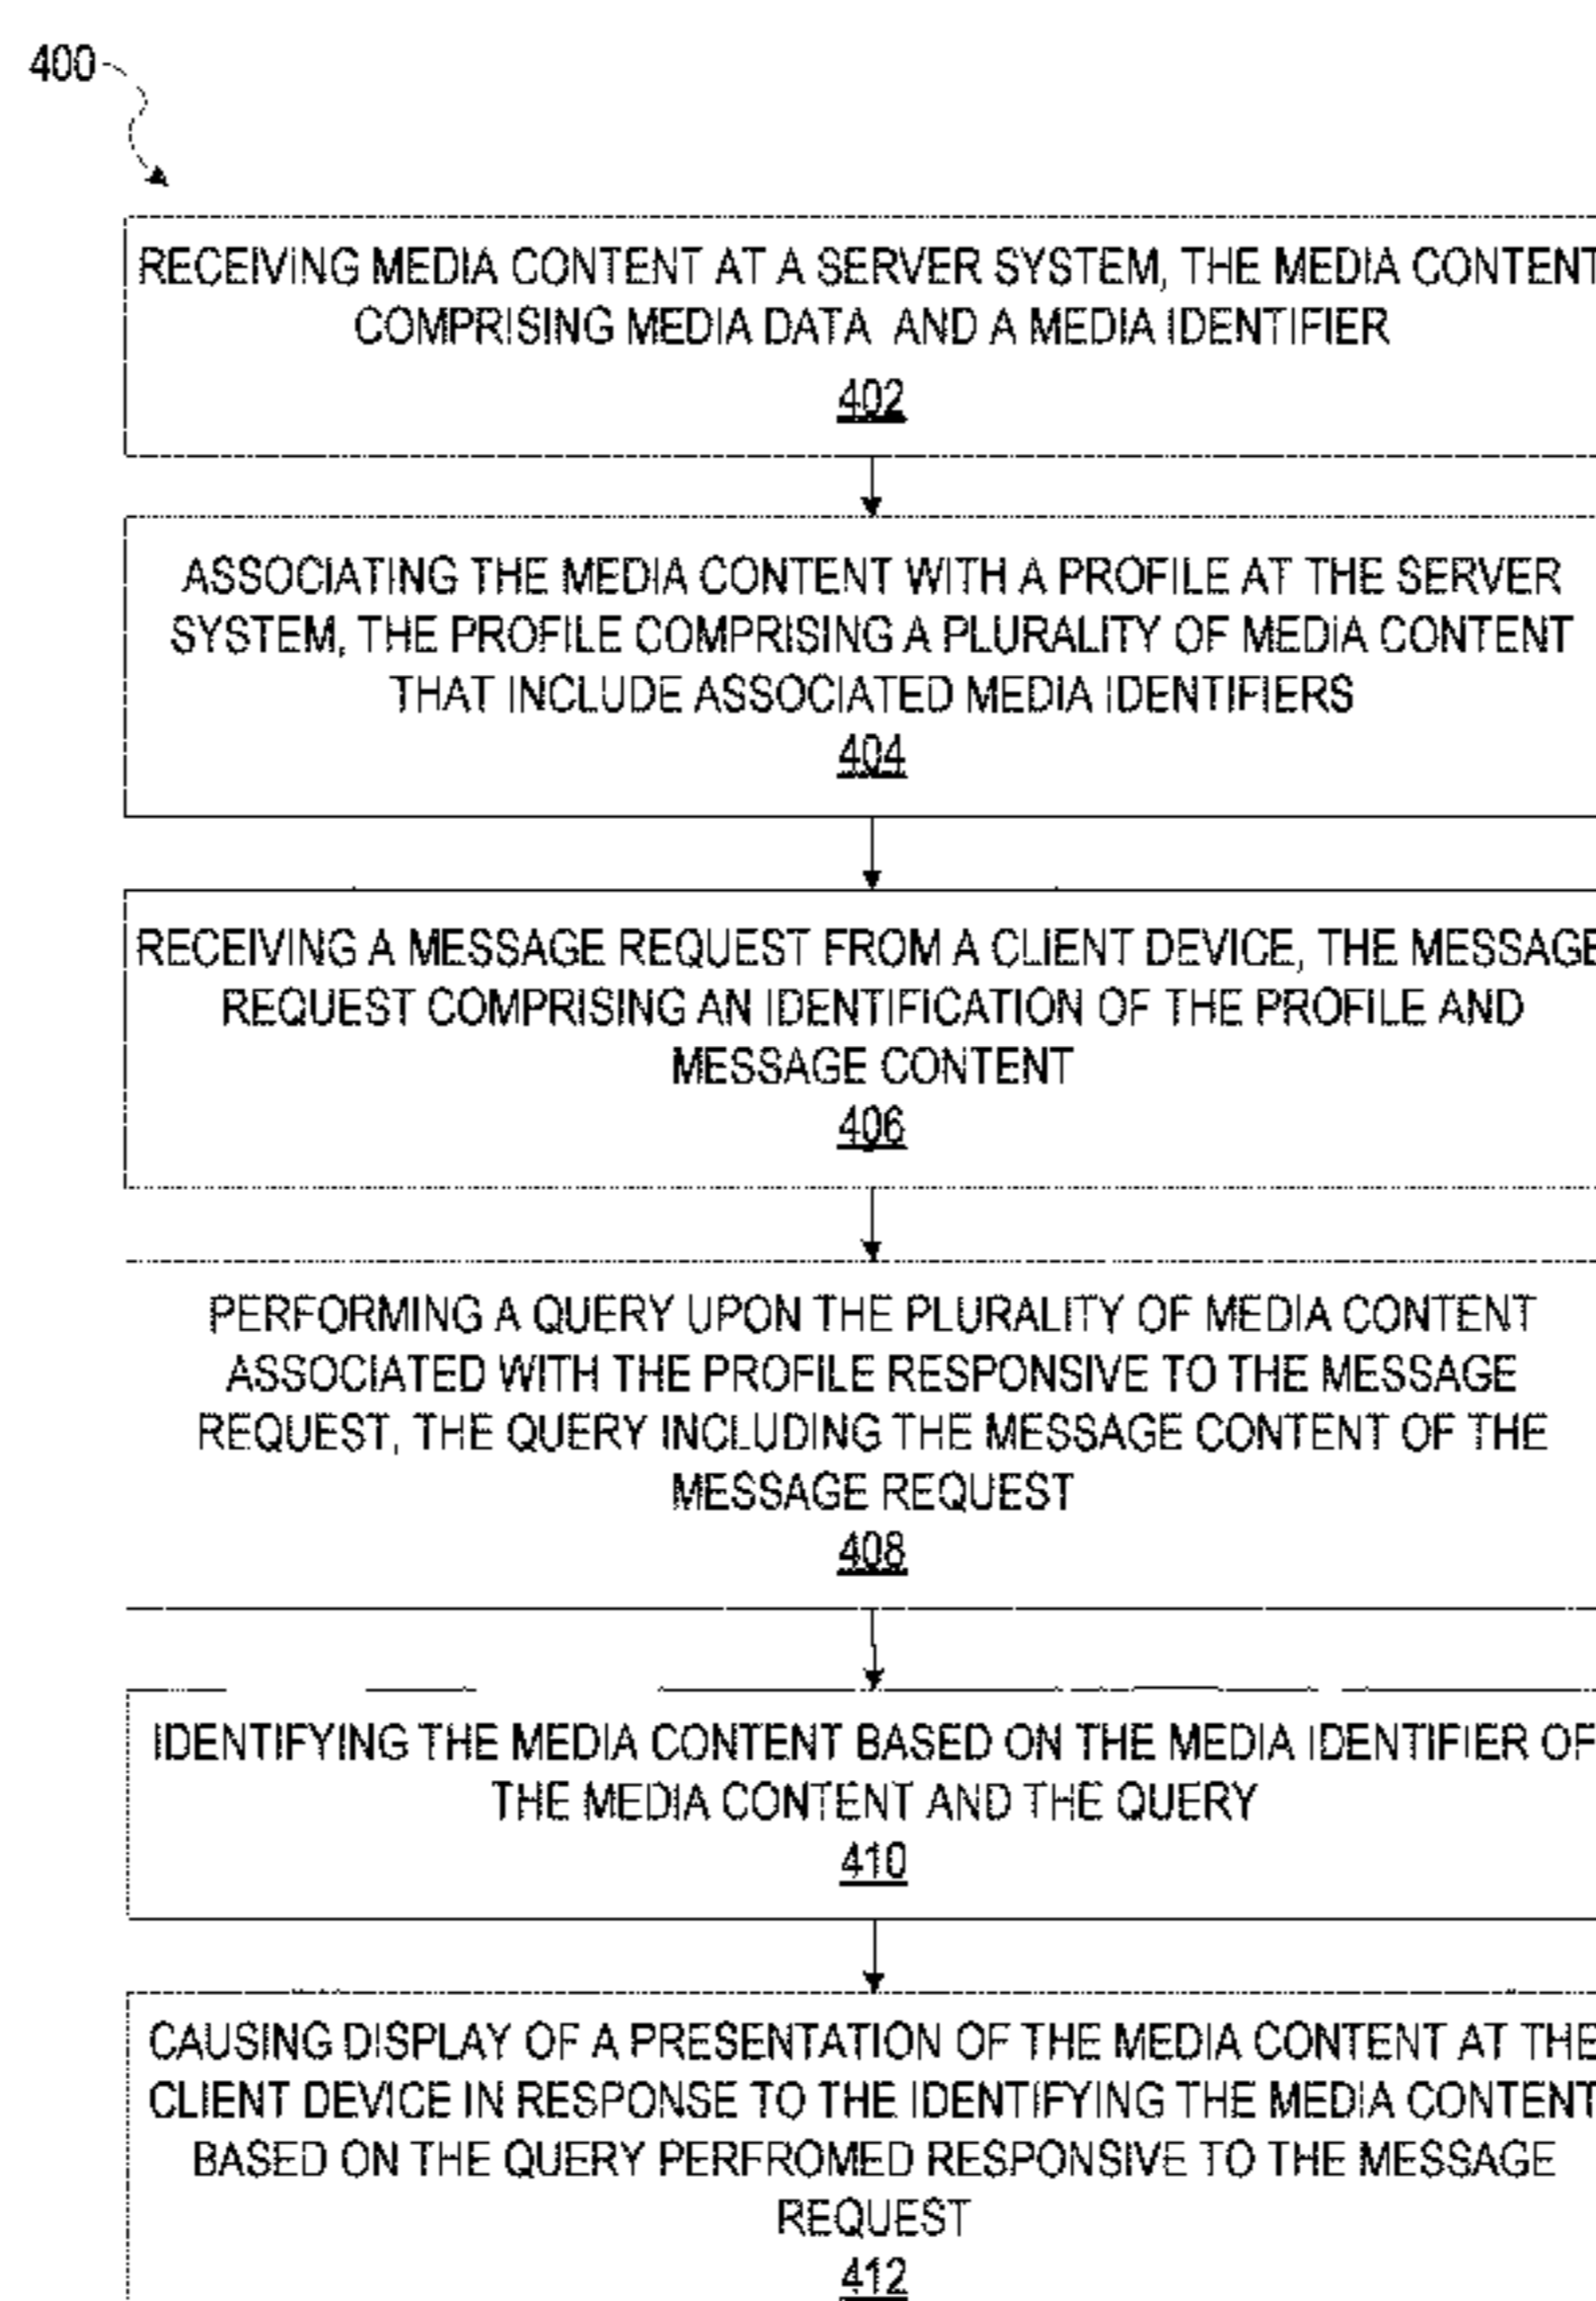 400
RECEIVING MEDIA CONTENT AT A SERVER SYSTEM, THE MEDIA CONTENT
COMPRISING MEDIA DATA AND A MEDIA IDENTIFIER
402
ASSOCIATING THE MEDIA CONTENT WITH A PROFILE AT THE SERVER
SYSTEM, THE PROFILE COMPRISING A PLURALITY OF MEDIA CONTENT
THAT INCLUDE ASSOCIATED MEDIA IDENTIFIERS
404
RECEIVING A MESSAGE REQUEST FROM A CLIENT DEVICE, THE MESSAGE
REQUEST COMPRISING AN IDENTIFICATION OF THE PROFILE AND
MESSAGE CONTENT
406
PERFORMING A QUERY UPON THE PLURALITY OF MEDIA CONTENT
ASSOCIATED WITH THE PROFILE RESPONSIVE TO THE MESSAGE
REQUEST, THE QUERY INCLUDING THE MESSAGE CONTENT OF THE
MESSAGE REQUEST
408
IDENTIFYING THE MEDIA CONTENT BASED ON THE MEDIA IDENTIFIER OF
THE MEDIA CONTENT AND THE QUERY
410
CAUSING DISPLAY OF A PRESENTATION OF THE MEDIA CONTENT AT THE
CLIENT DEVICE IN RESPONSE TO THE IDENTIFYING THE MEDIA CONTENT
BASED ON THE QUERY PERFROMED RESPONSIVE TO THE MESSAGE
REQUEST
412